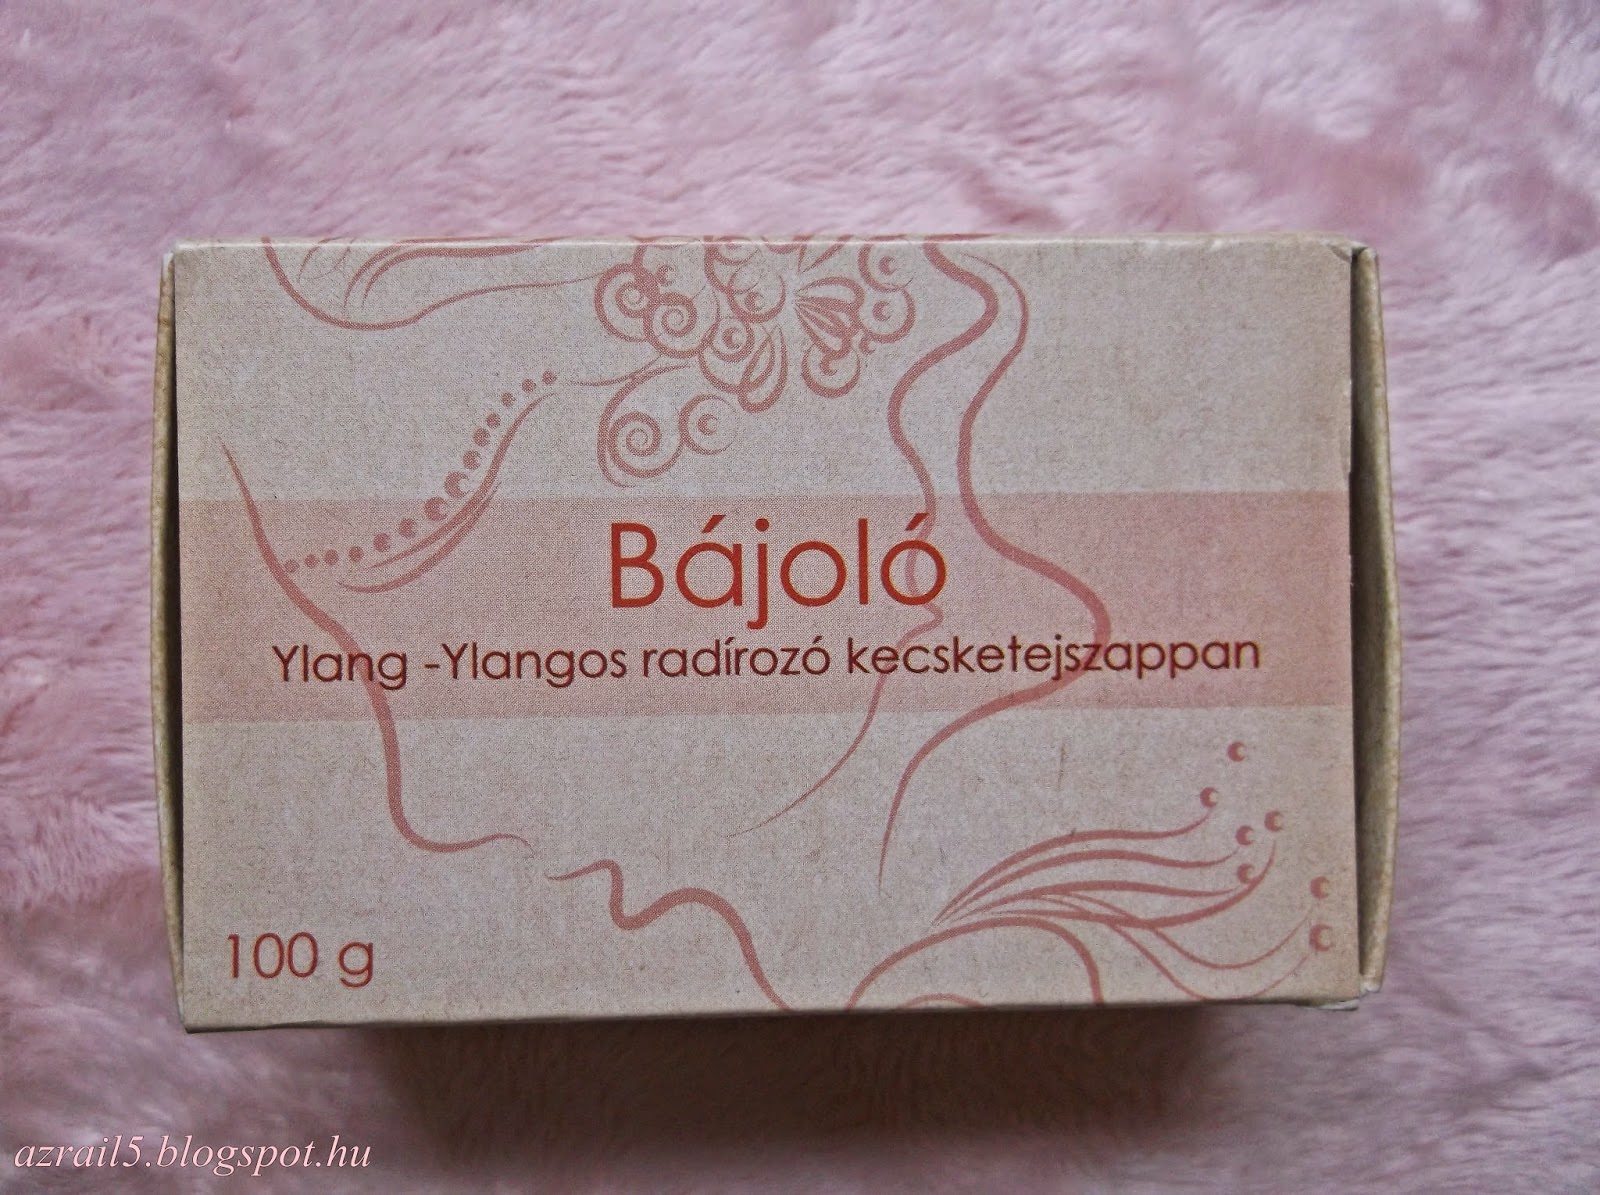 Bájoló
Ylang -Ylangos radírozó kecsketejszappan
100 g
azrail5.blogspot.hu